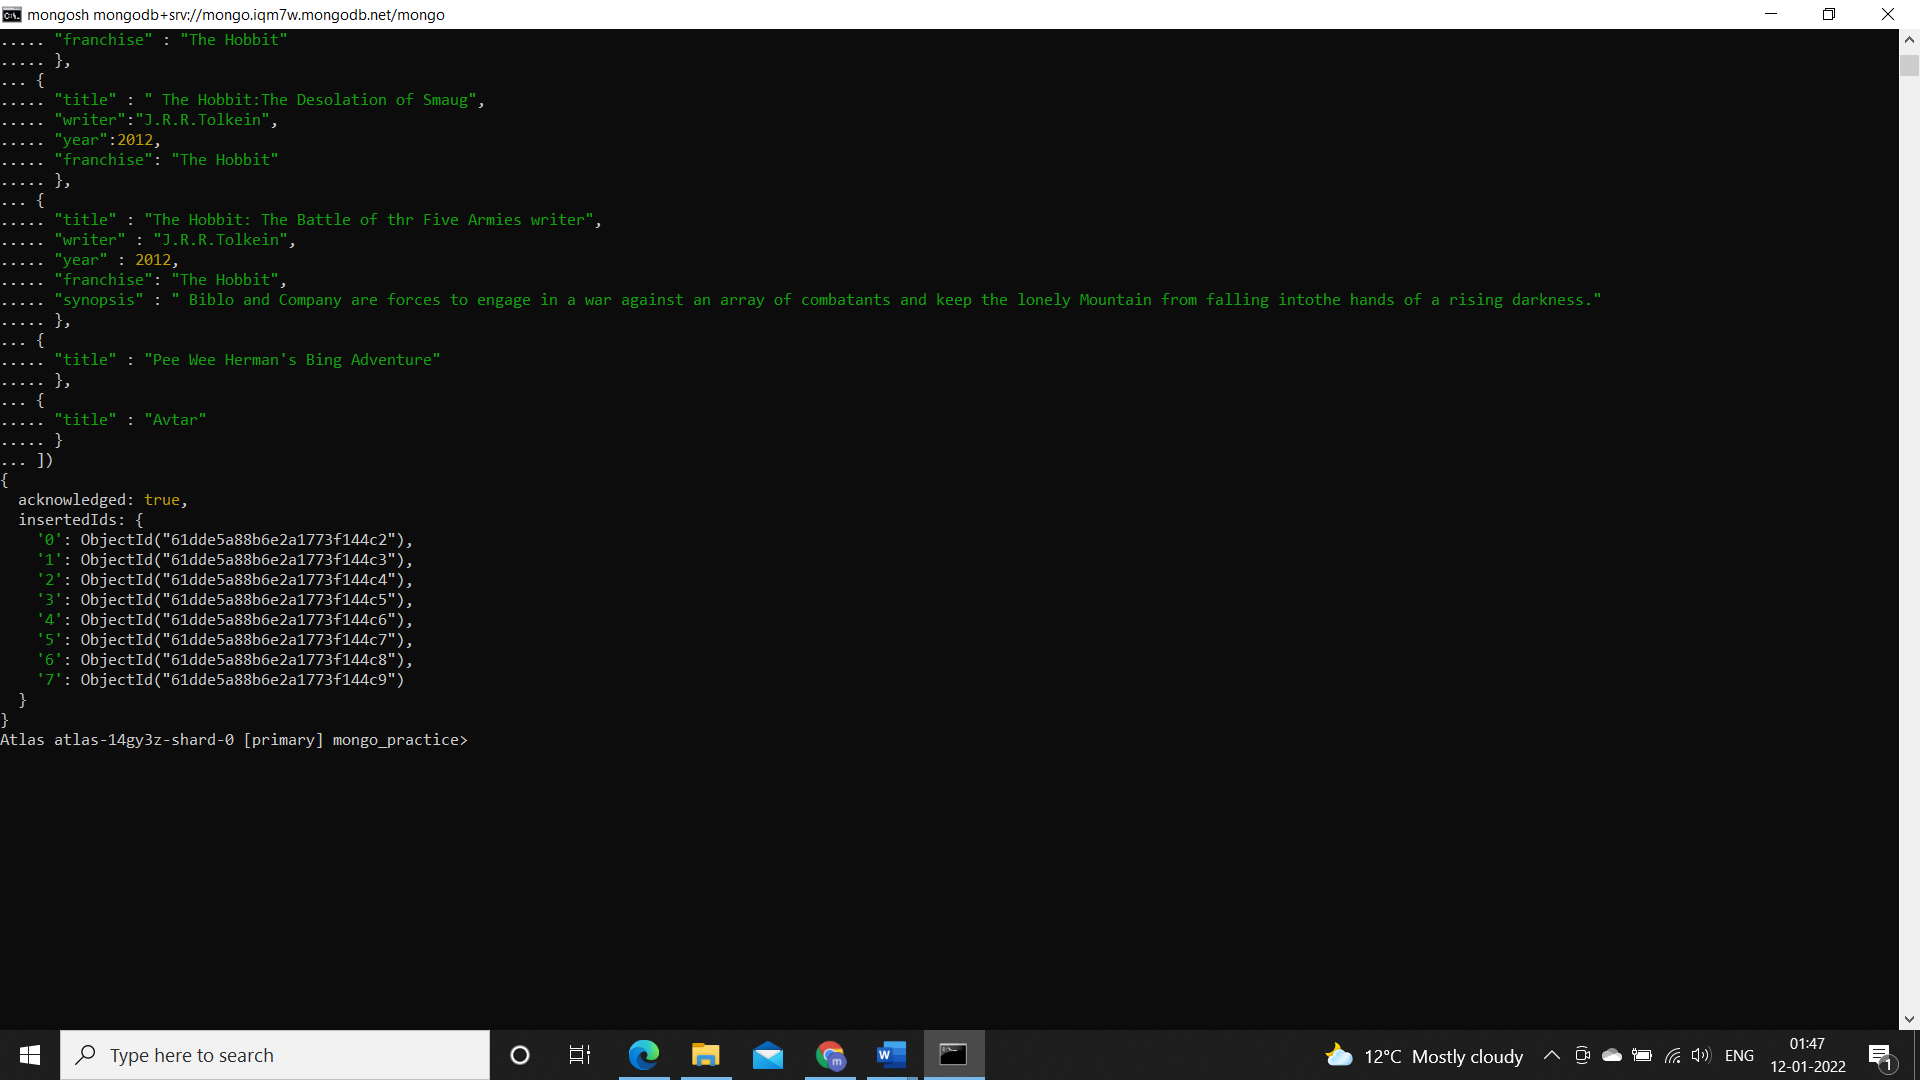 mongosh mongodb+srv://mongo.iqm7w.mongodb.net/mongo
..... "franchise" : "The Hobbit"
..... },
... {
..... "title" : " The Hobbit:The Desolation of Smaug",
..... "writer":"J.R.R.Tolkein",
..... "year":2012,
..... "franchise": "The Hobbit"
..... },
... {
..... "title" : "The Hobbit: The Battle of thr Five Armies writer",
..... "writer" : "J.R.R.Tolkein",
..... "year" : 2012,
..... "franchise": "The Hobbit",
..... "synopsis" : " Biblo and Company are forces to engage in a war against an array of combatants and keep the lonely Mountain from falling intothe hands of a rising darkness."
..... },
... {
..... "title" : "Pee Wee Herman's Bing Adventure"
..... },
... {
..... "title" : "Avtar"
..... }
... ])
{
  acknowledged: true,
  insertedIds: {
    '0': ObjectId("61dde5a88b6e2a1773f144c2"),
    '1': ObjectId("61dde5a88b6e2a1773f144c3"),
    '2': ObjectId("61dde5a88b6e2a1773f144c4"),
    '3': ObjectId("61dde5a88b6e2a1773f144c5"),
    '4': ObjectId("61dde5a88b6e2a1773f144c6"),
    '5': ObjectId("61dde5a88b6e2a1773f144c7"),
    '6': ObjectId("61dde5a88b6e2a1773f144c8"),
    '7': ObjectId("61dde5a88b6e2a1773f144c9")
  }
}
Atlas atlas-14gy3z-shard-0 [primary] mongo_practice>
Type here to search
12°C Mostly cloudy
ENG
01:47
12-01-2022
1